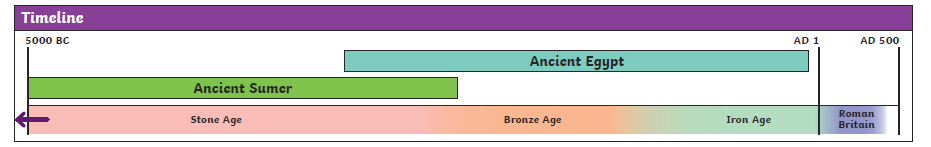 Timeline
5000 BC
AD 1
AD 500
Ancient Egypt
Ancient Sumer
Stone Age
Bronze Age
Iron Age
Roman
Britain